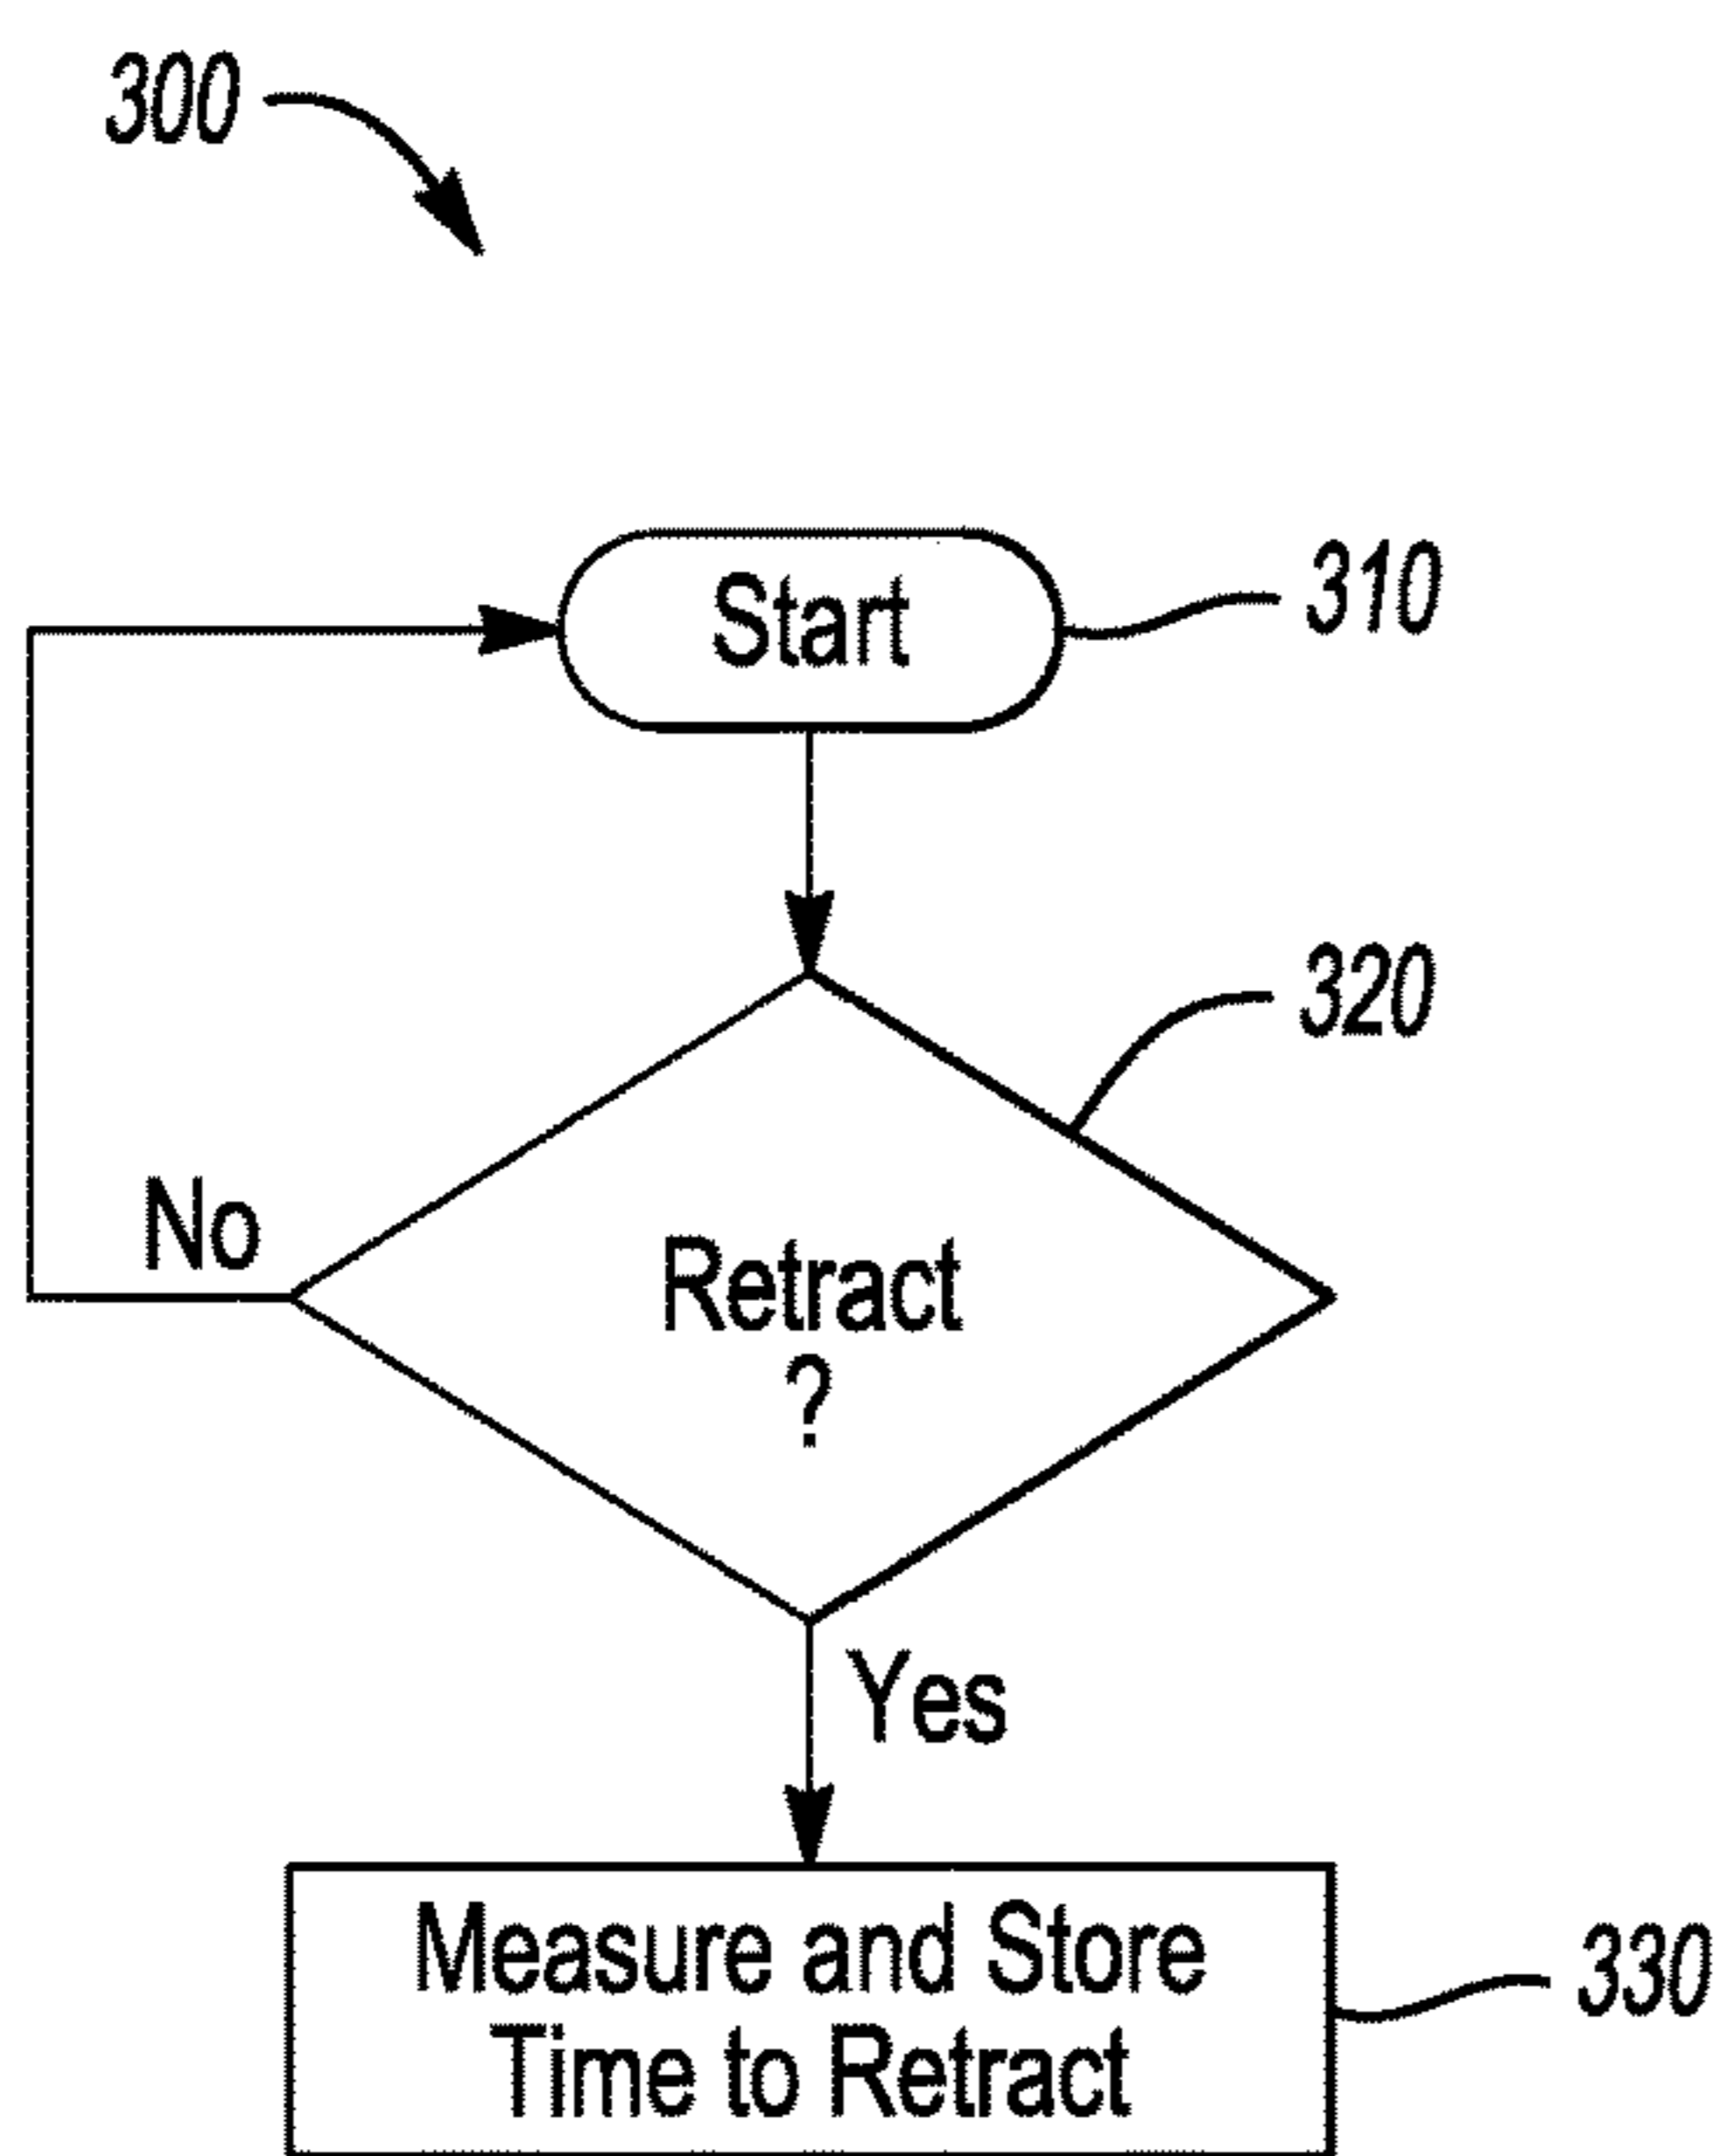 300
Start
310
320
No
Retract
?
Yes
Measure and Store
Time to Retract
330